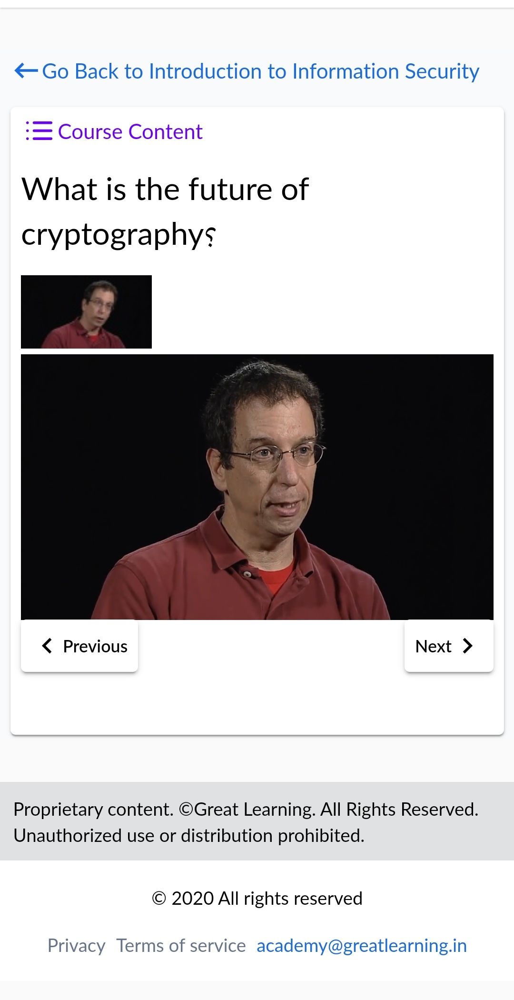 Go Back to Introduction to Information Security
Course Content
What is the future of
cryptography؟
Previous
Next
Proprietary content. ©Great Learning. All Rights Reserved.
Unauthorized use or distribution prohibited.
© 2020 All rights reserved
Privacy Terms of service academy@greatlearning.in